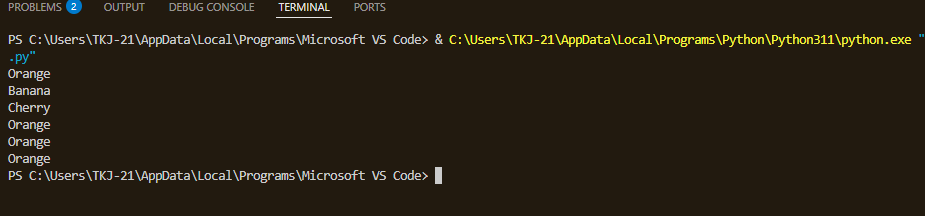 PROBLEMS 2 OUTPUT DEBUG CONSOLE TERMINAL PORTS
PS C:\Users\TKJ-21\AppData\Local\Programs\Microsoft VS Code> & C:\Users\TKJ-21\AppData\Local\Programs\Python\Python311\python.exe "
.py"
Orange
Banana
Cherry
Orange
Orange
Orange
PS C:\Users\TKJ-21\AppData\Local\Programs\Microsoft VS Code>